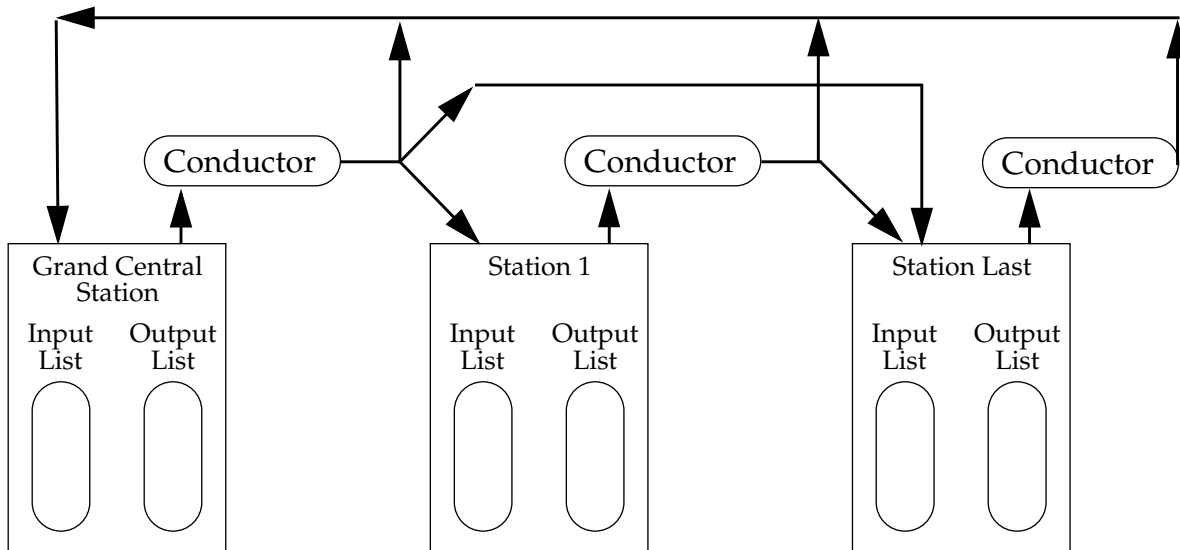 Conductor
Conductor
Conductor
Grand Central
Station
Input
List
Output
List
Station 1
Input
List
Output
List
Station Last
Input
List
Output
List